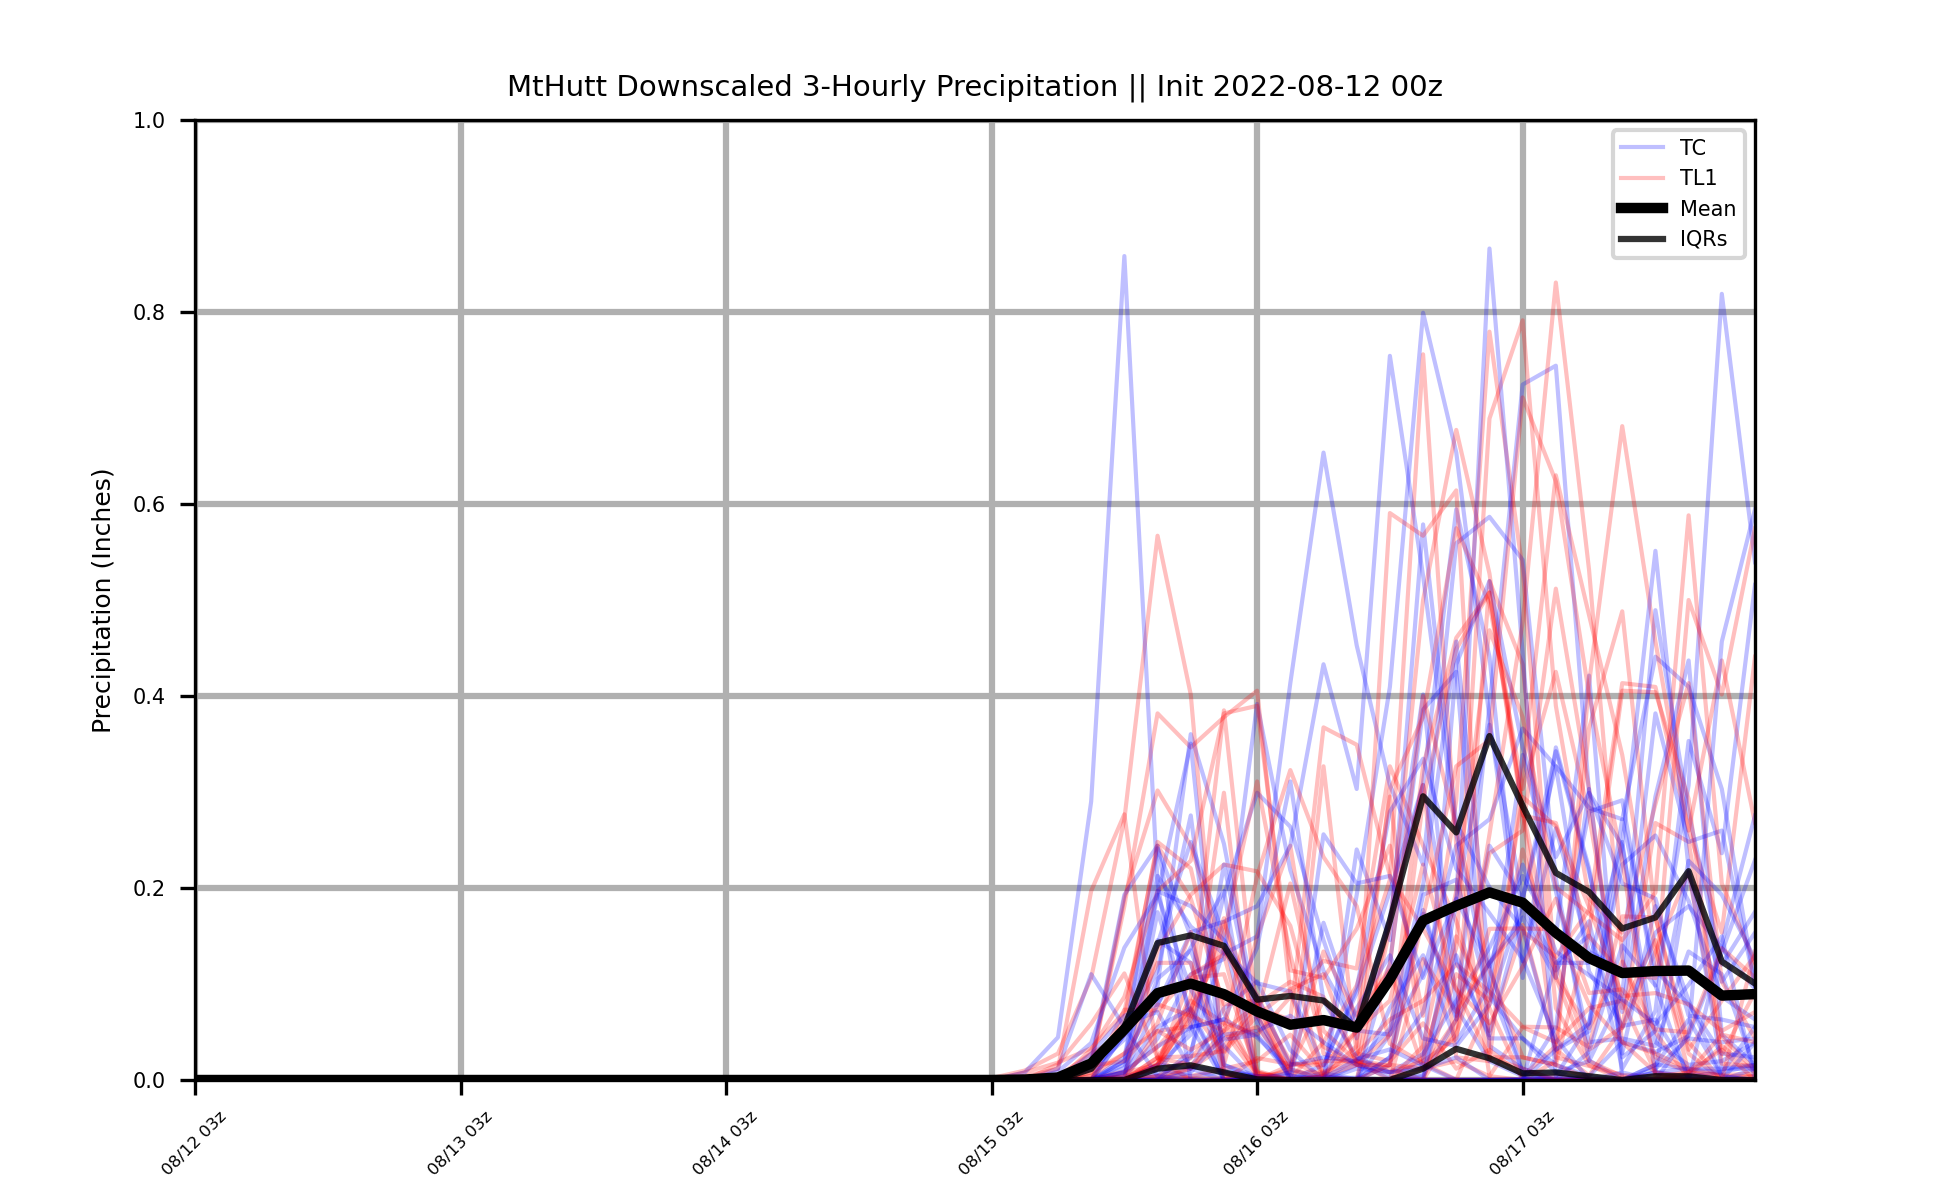 MtHutt Downscaled 3-Hourly Precipitation || Init 2022-08-12 00z
TC
TL1
Mean
IQRs
Precipitation (Inches)
1.0
0.8
0.6
0.4
0.2
0.0
08/12 03z
08/13 03z
08/14 03z
08/15 03z
08/16 03z
08/17 03z